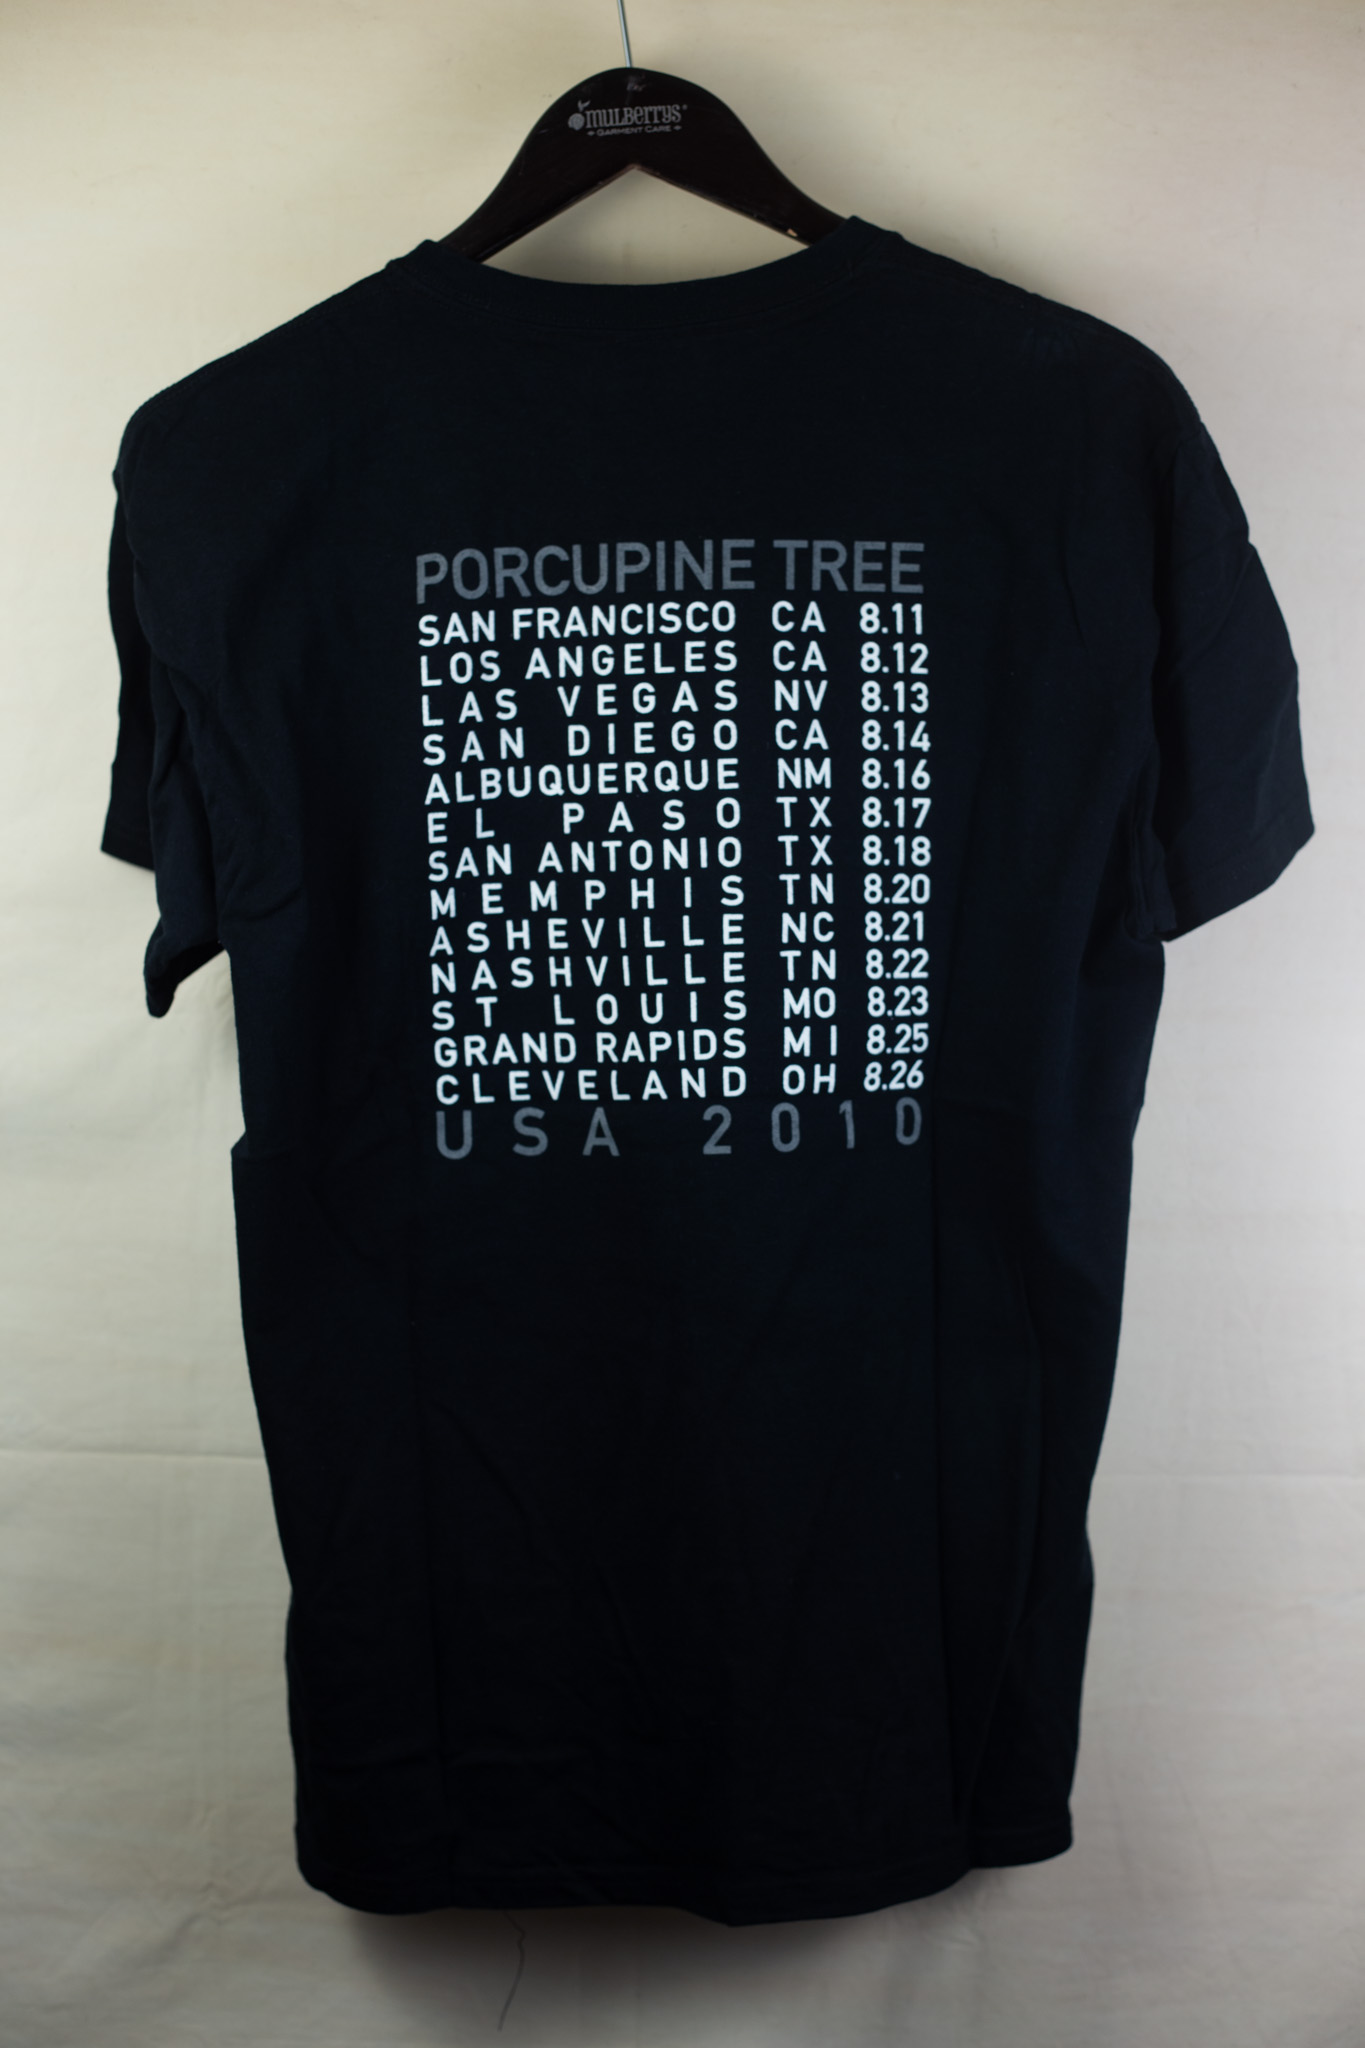 mulberrys
Garment Care
PORCUPINE TREE
SAN FRANCISCO CA 8.11
LOS ANGELES CA 8.12
LAS VEGAS NV 8.13
SAN DIEGO CA 8.14
ALBUQUERQUE NM 8.16
EL PASO TX 8.17
SAN ANTONIO TX 8.18
MEMPHIS TN 8.20
ASHEVILLE NC 8.21
NASHVILLE TN 8.22
ST LOUIS MO 8.23
GRAND RAPIDS MI 8.25
CLEVELAND OH 8.26
USA 2010